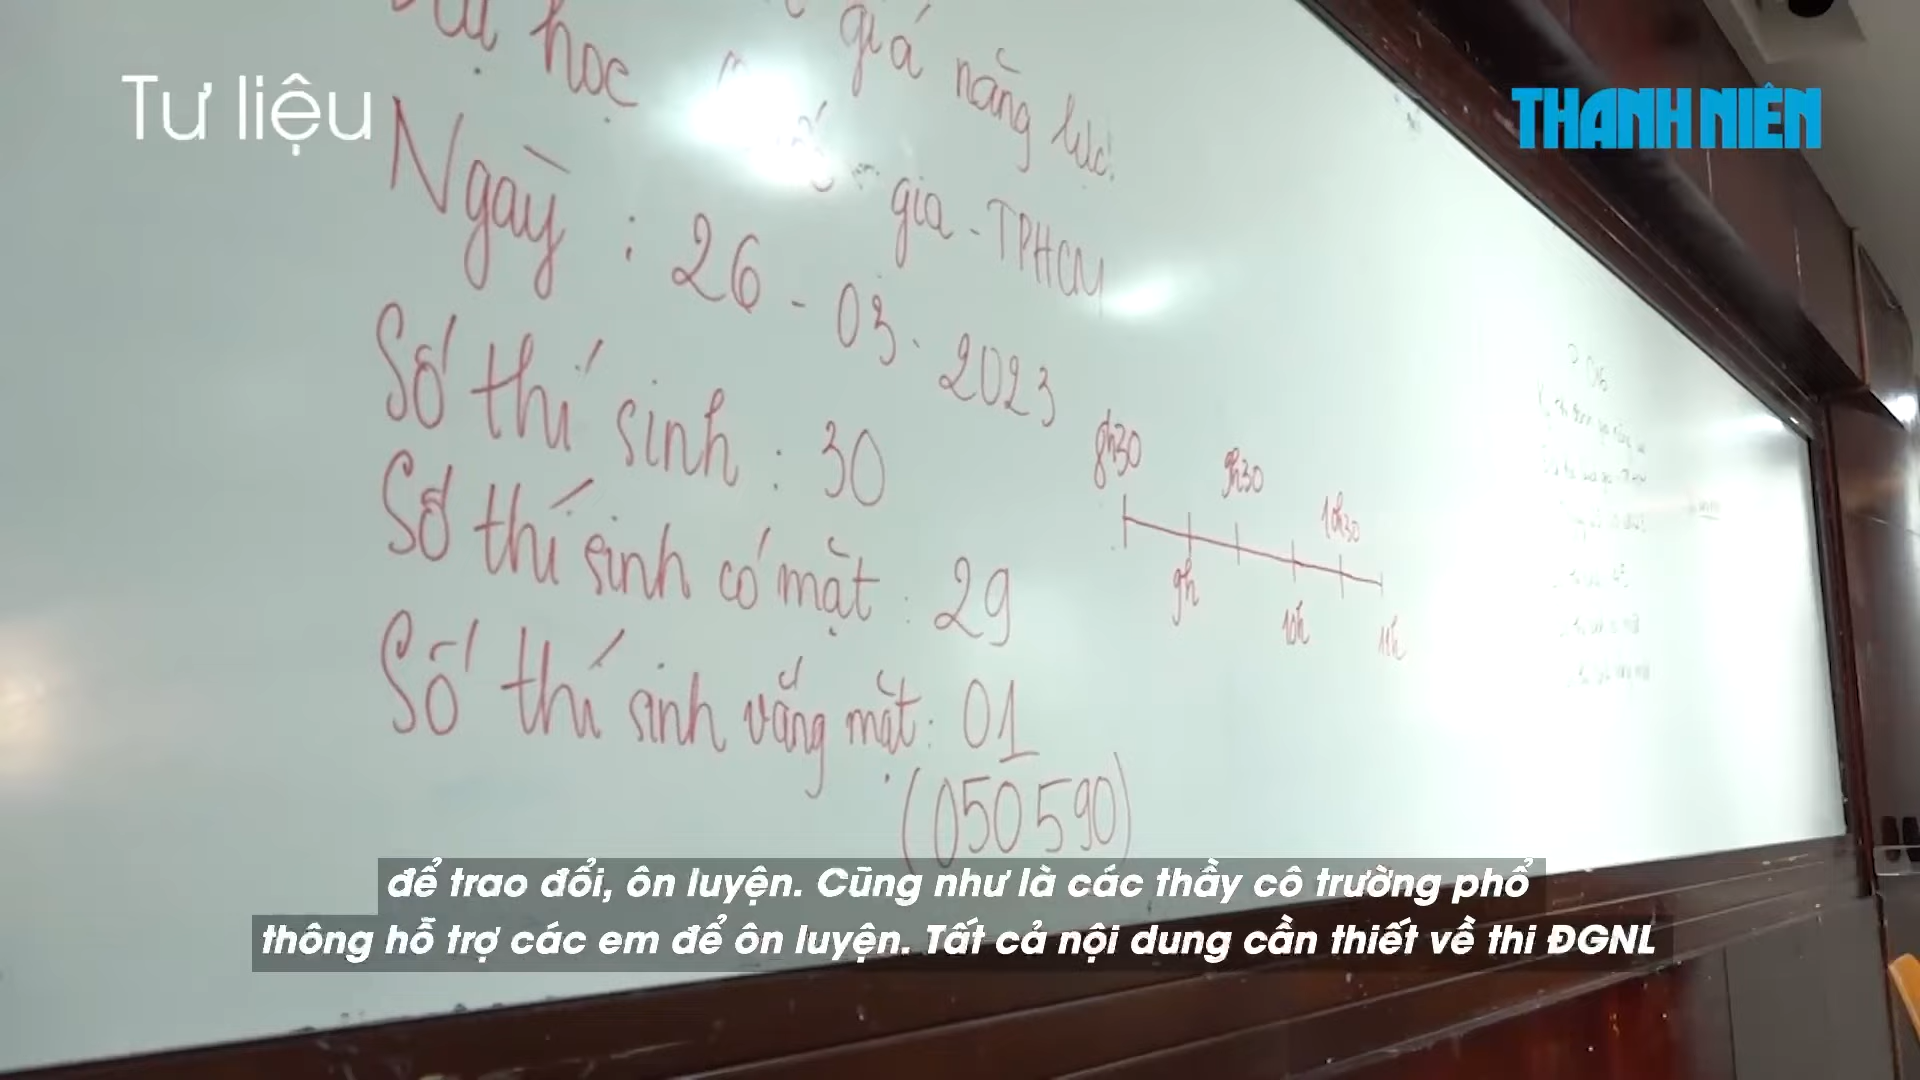 Tư liệu
THANH NIÊN
giá năng lực
học
gia - TPHCM
Ngày : 26 - 03 - 2023
Số thí sinh : 30
Số thí sinh có mặt : 29
Số thí sinh vắng mặt : 01
(050590)
8h30 9h30 10h30
9h 10h 11h
để trao đổi, ôn luyện. Cũng như là các thầy cô trường phổ
thông hỗ trợ các em để ôn luyện. Tất cả nội dung cần thiết về thi ĐGNL